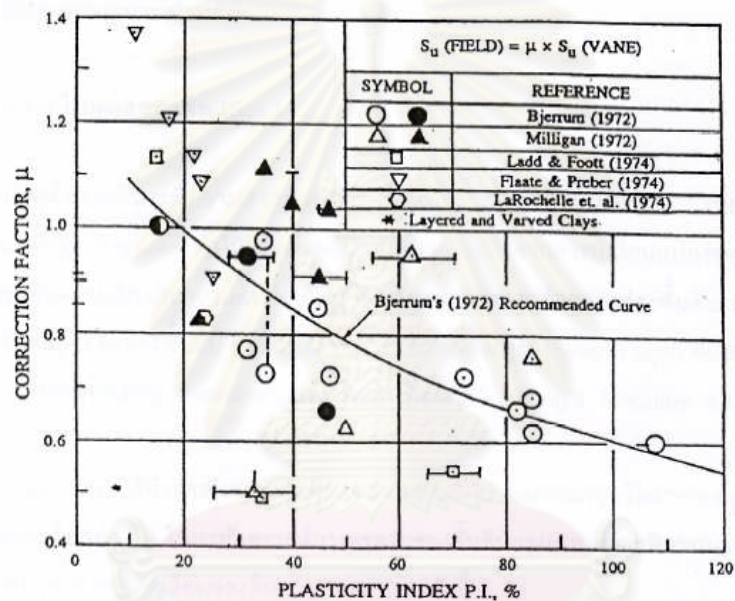 1.4
1.2
1.0
0.8
0.6
0.4
CORRECTION FACTOR, μ
S_u (FIELD) = μ × S_u (VANE)
SYMBOL REFERENCE
Bjerrum (1972)
Milligan (1972)
Ladd & Foott (1974)
Flaate & Preber (1974)
LaRochelle et. al. (1974)
* Layered and Varved Clays
Bjerrum's (1972) Recommended Curve
0 20 40 60 80 100 120
PLASTICITY INDEX P.I., %